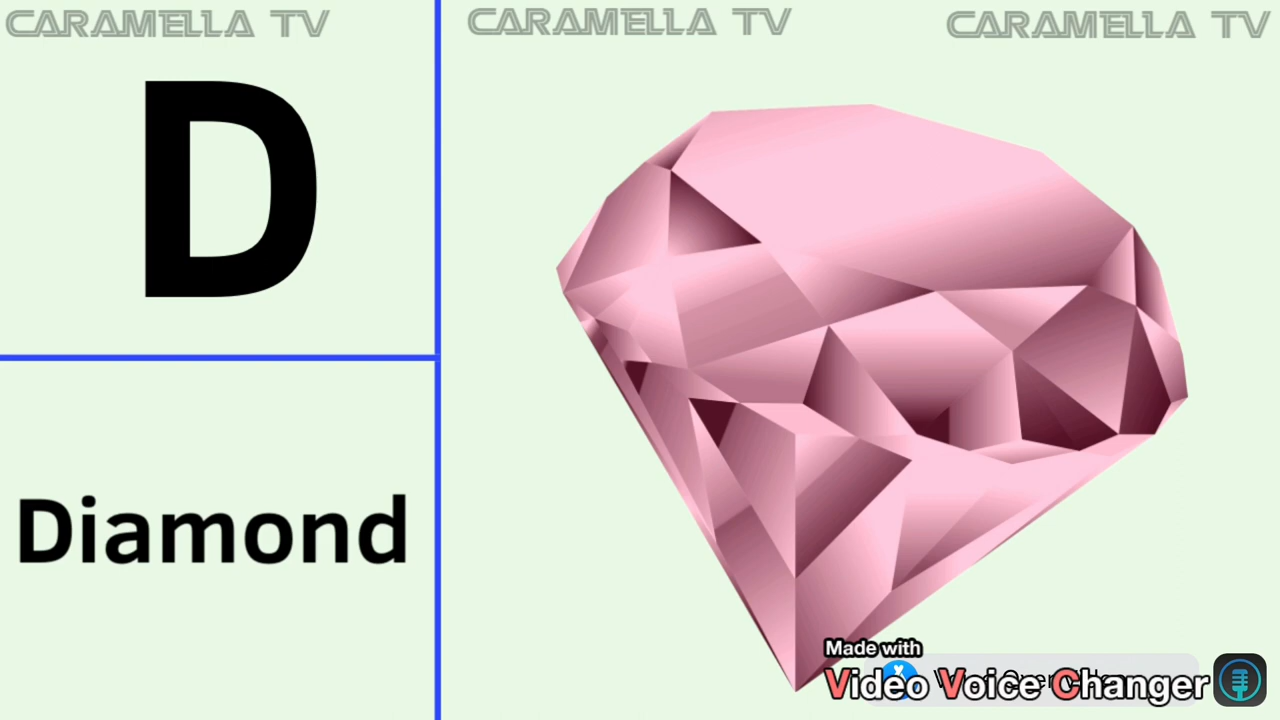 CARAMELLA TV
CARAMELLA TV
CARAMELLA TV
D
Diamond
Made with
Video Voice Changer